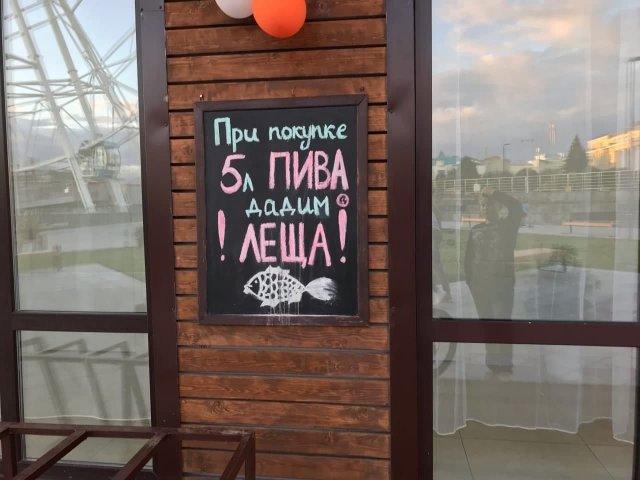 При покупке
5л ПИВА
дадим
! ЛЕЩА!